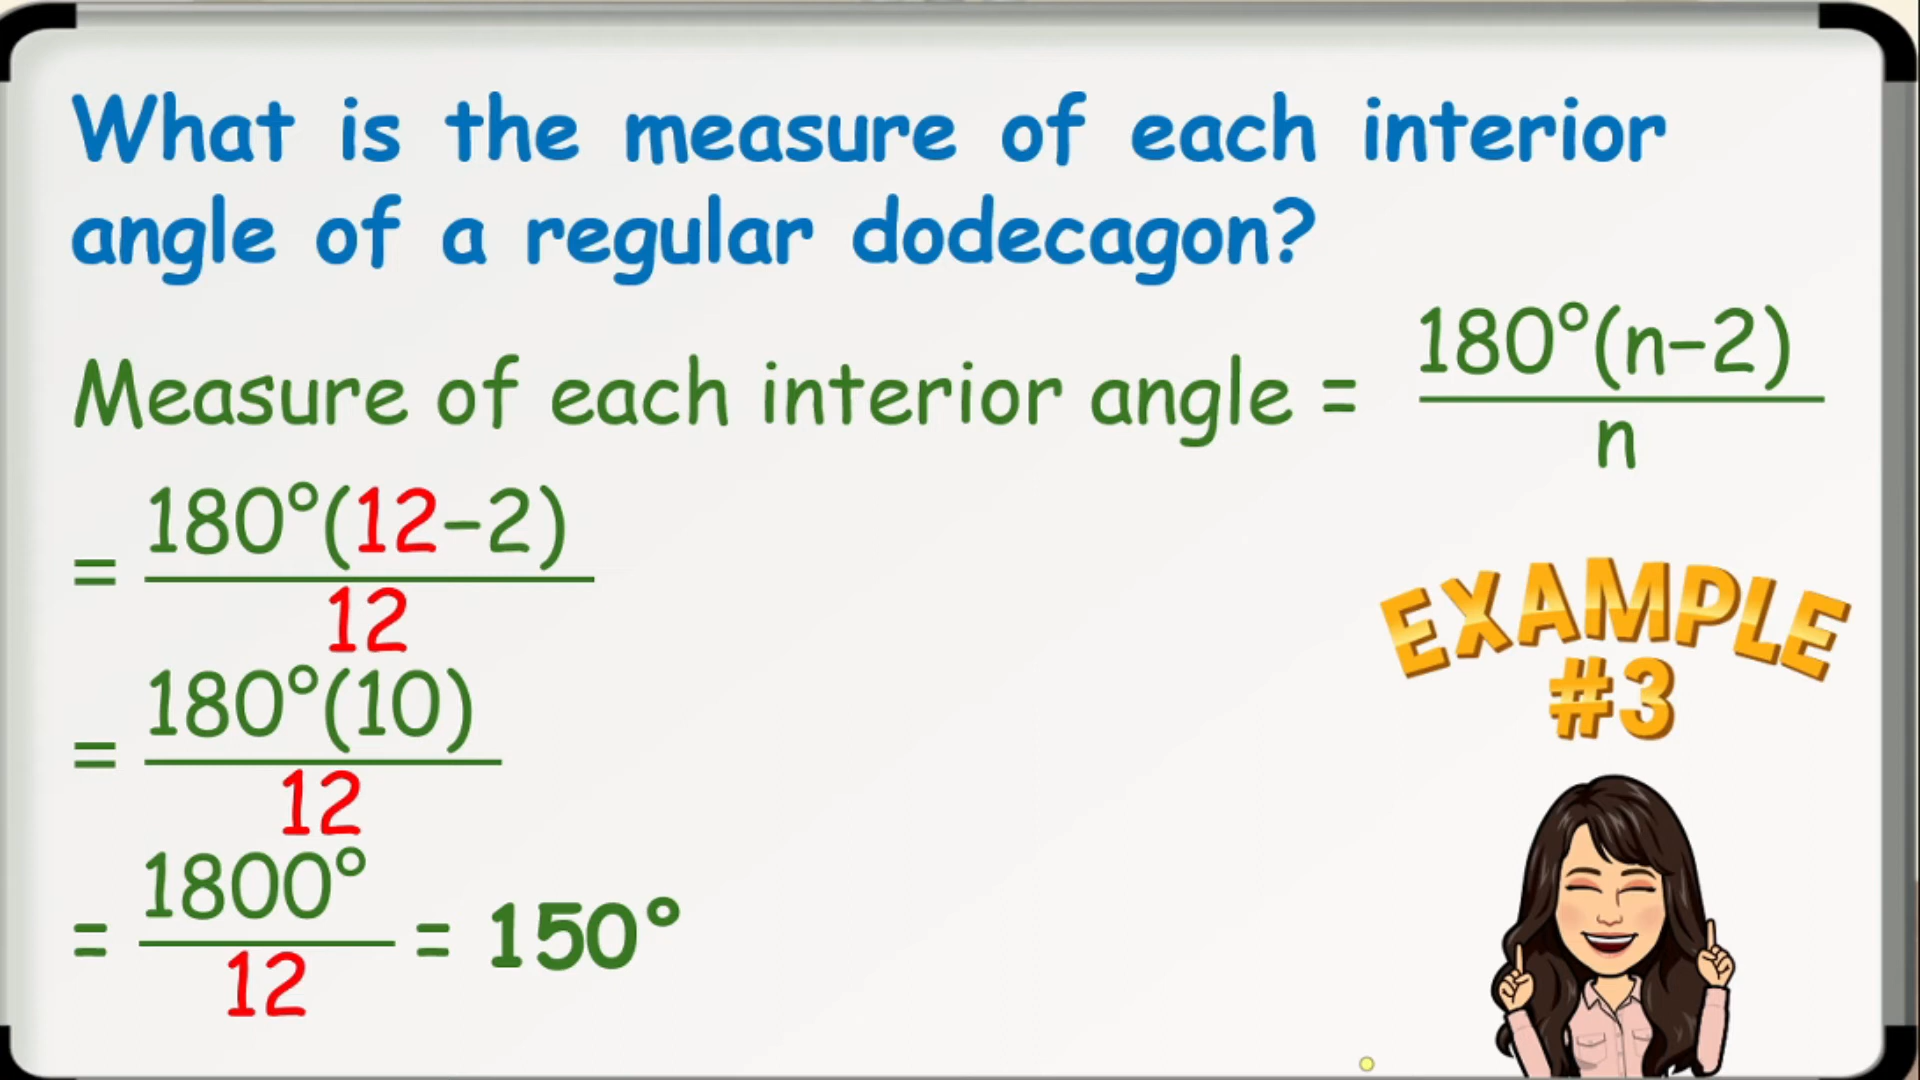 What is the measure of each interior
angle of a regular dodecagon?
Measure of each interior angle = 180°(n–2)
n
= 180°(12–2)
12
= 180°(10)
12
= 1800° = 150°
12
EXAMPLE
#3